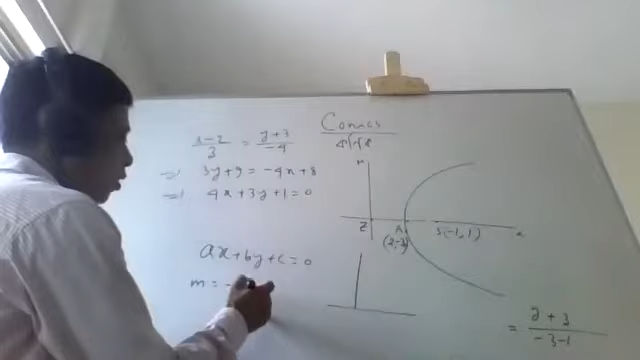 Conics
কনিক
x-2/3 = y+3/-4
⇒ 3y+9 = -4x+8
⇒ 4x+3y+1=0
ax+by+c=0
m = -
Z
A
(2,-3)
S(-1,1)
= y+3/-3-1